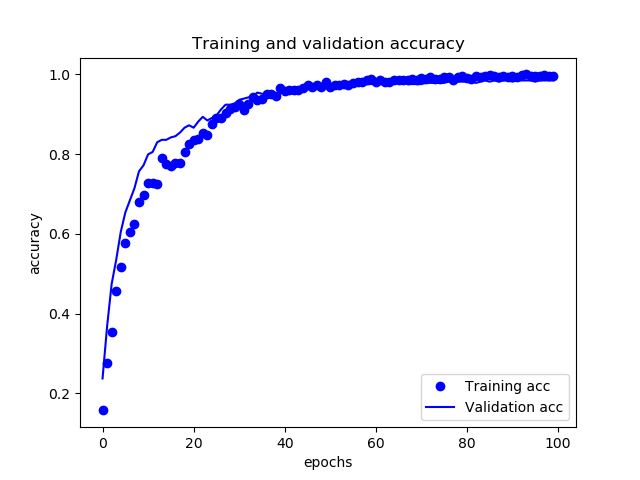 Training and validation accuracy
1.0
0.8
0.6
0.4
0.2
accuracy
Training acc
Validation acc
0 20 40 60 80 100
epochs